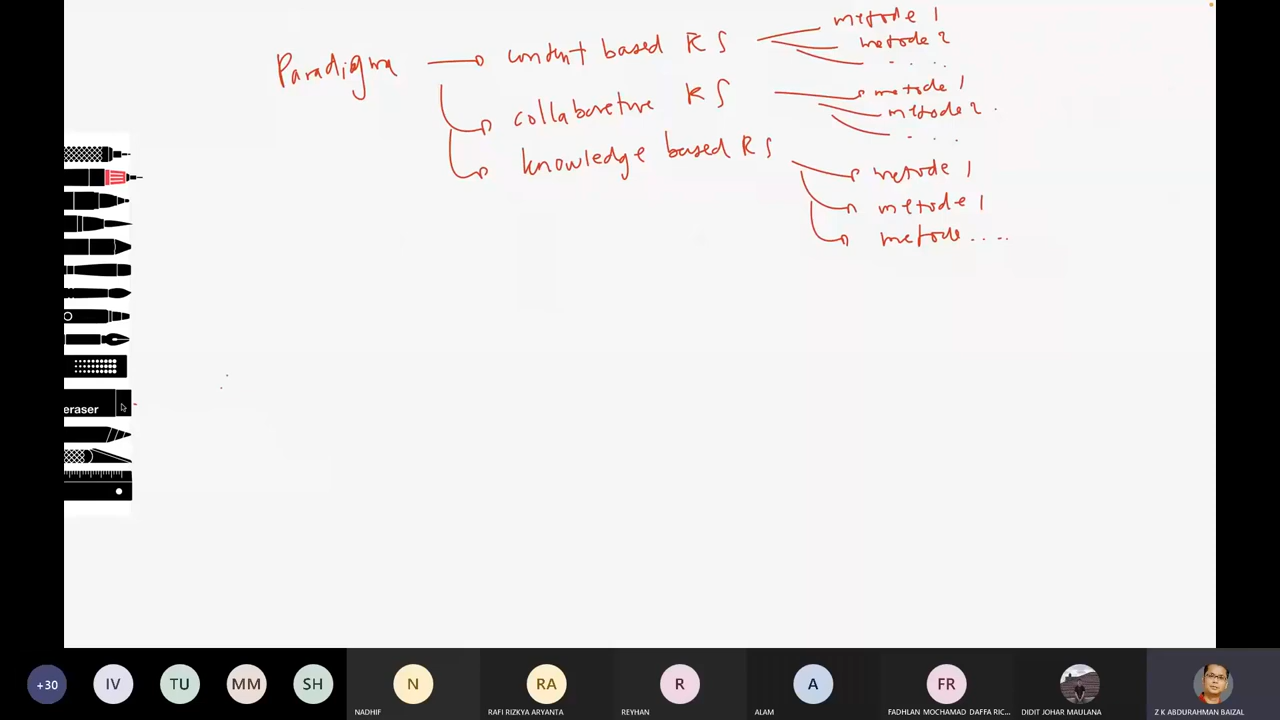 metode 1
Paradigma content based RS metode 2
. . . .
collaborative RS metode 1
metode 2 .
. . .
knowledge based RS metode 1
metode 1
metode . . . .
eraser
+30 IV TU MM SH N RA R A FR
NADHIF RAFI RIZKYA ARYANTA REYHAN ALAM FADHLAN MOCHAMAD DAFFA RIC... DIDIT JOHAR MAULANA Z K ABDURAHMAN BAIZAL